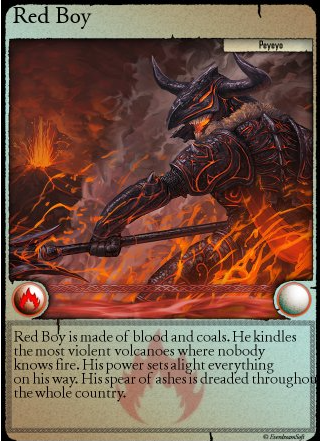 Red Boy
Peyeyo
Red Boy is made of blood and coals. He kindles
the most violent volcanoes where nobody
knows fire. His power sets alight everything
on his way. His spear of ashes is dreaded throughou
the whole country.
© EverdreamSoft